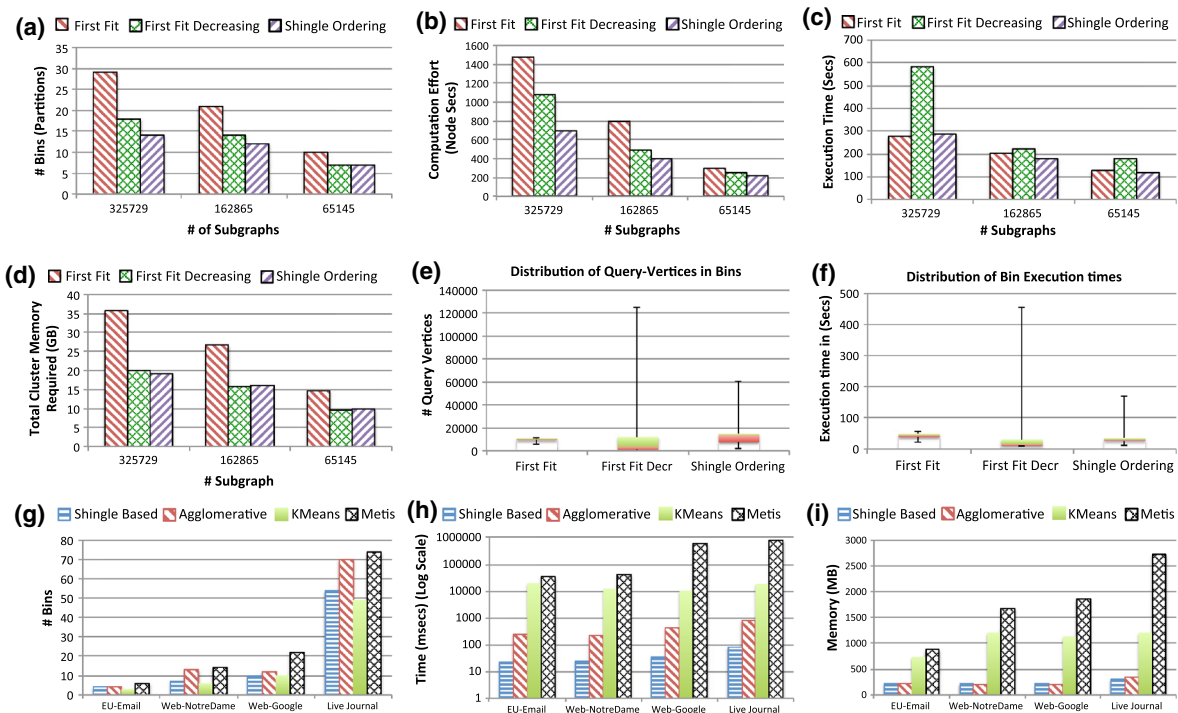 (a)
First Fit First Fit Decreasing Shingle Ordering
# Bins (Partitions)
35
30
25
20
15
10
5
0
325729 162865 65145
# of Subgraphs
(b)
First Fit First Fit Decreasing Shingle Ordering
Computation Effort
(Node Secs)
1600
1400
1200
1000
800
600
400
200
0
325729 162865 65145
# Subgraphs
(c)
First Fit First Fit Decreasing Shingle Ordering
Execution Time (Secs)
700
600
500
400
300
200
100
0
325729 162865 65145
# Subgraphs
(d)
First Fit First Fit Decreasing Shingle Ordering
Total Cluster Memory
Required (GB)
40
35
30
25
20
15
10
5
0
325729 162865 65145
# Subgraph
(e)
Distribution of Query-Vertices in Bins
# Query Vertices
140000
120000
100000
80000
60000
40000
20000
0
First Fit First Fit Decr Shingle Ordering
(f)
Distribution of Bin Execution times
Execution time in (Secs)
500
400
300
200
100
0
First Fit First Fit Decr Shingle Ordering
(g)
Shingle Based Agglomerative KMeans Metis
# Bins
80
70
60
50
40
30
20
10
0
EU-Email Web-NotreDame Web-Google Live Journal
(h)
Shingle Based Agglomerative KMeans Metis
Time (msecs) (Log Scale)
1000000
100000
10000
1000
100
10
1
EU-Email Web-NotreDame Web-Google Live Journal
(i)
Shingle Based Agglomerative KMeans Metis
Memory (MB)
3000
2500
2000
1500
1000
500
0
EU-Email Web-NotreDame Web-Google Live Journal